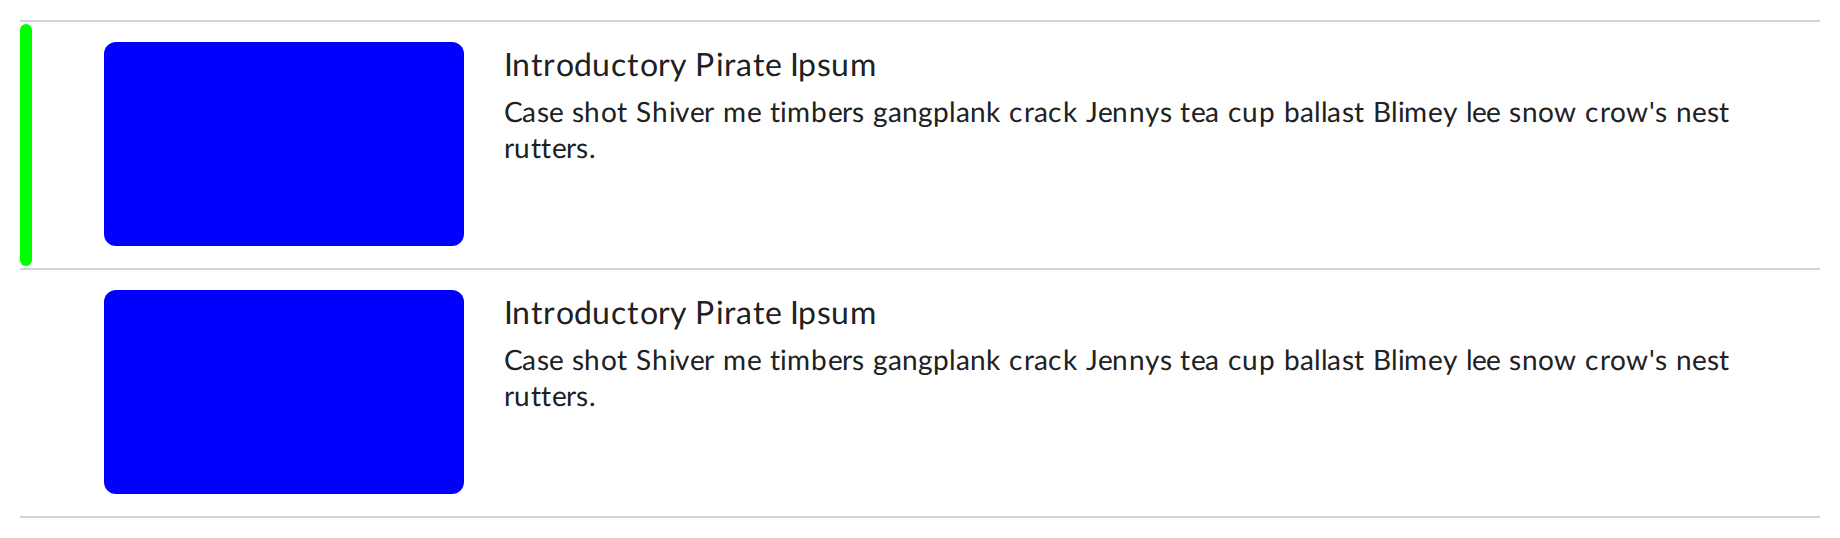 Introductory Pirate Ipsum
Case shot Shiver me timbers gangplank crack Jennys tea cup ballast Blimey lee snow crow's nest
rutters.
Introductory Pirate Ipsum
Case shot Shiver me timbers gangplank crack Jennys tea cup ballast Blimey lee snow crow's nest
rutters.